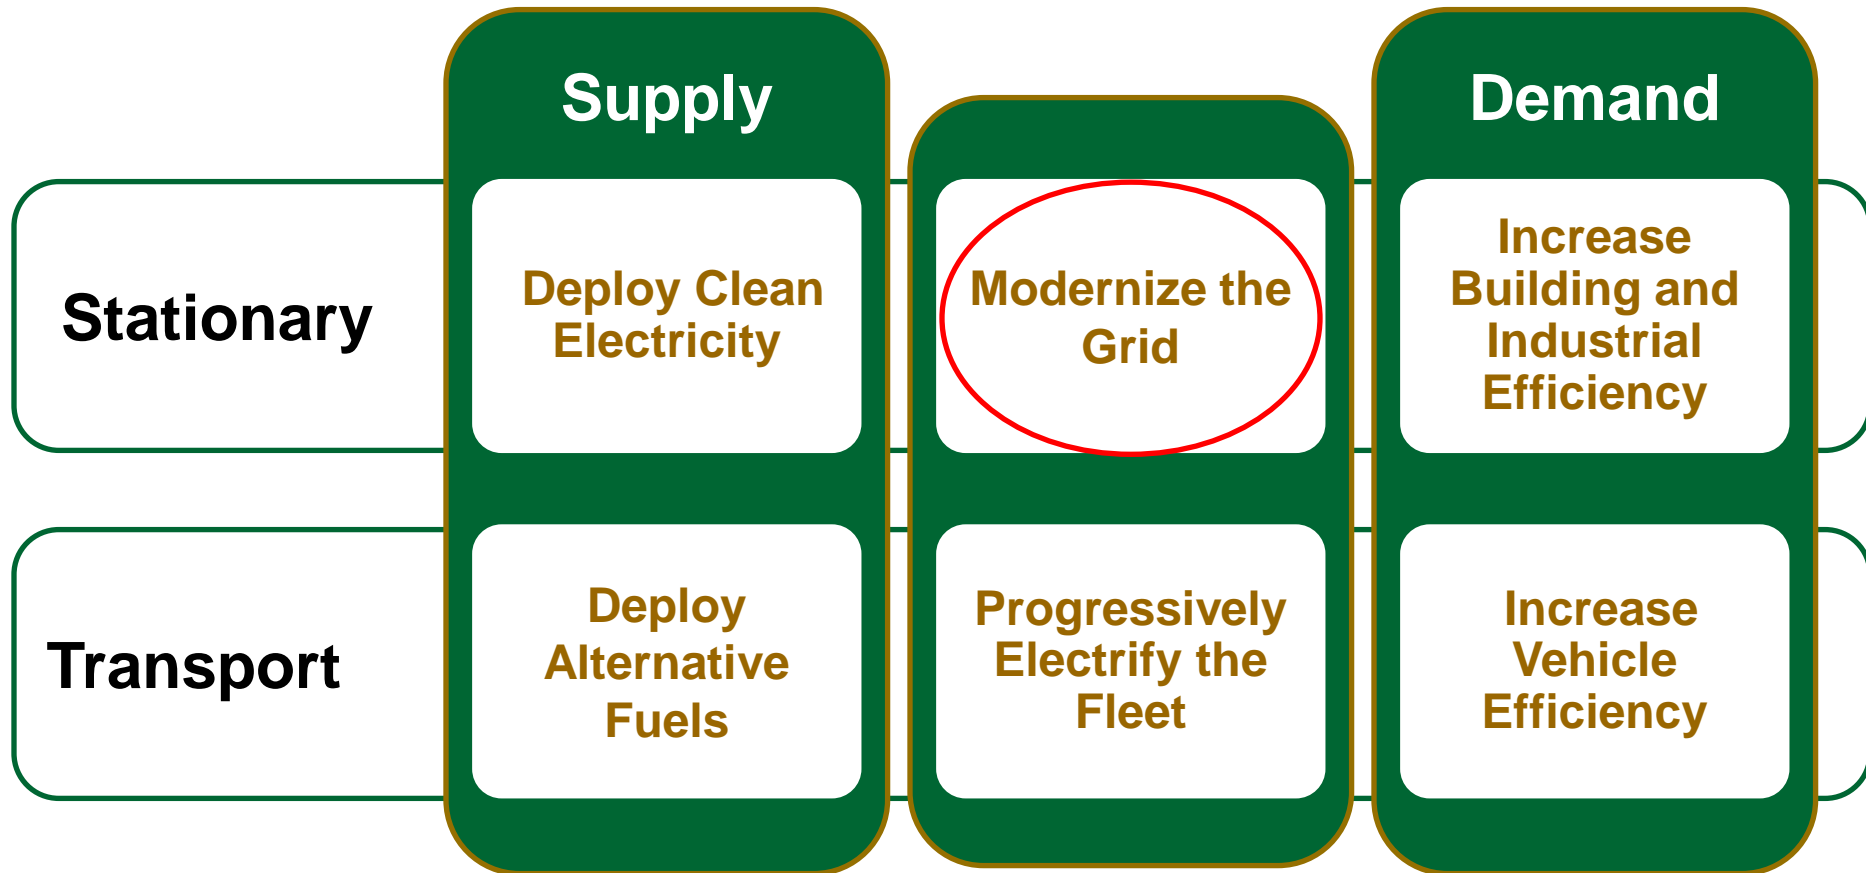 Supply
Demand
Stationary
Deploy Clean
Electricity
Modernize the
Grid
Increase
Building and
Industrial
Efficiency
Transport
Deploy
Alternative
Fuels
Progressively
Electrify the
Fleet
Increase
Vehicle
Efficiency